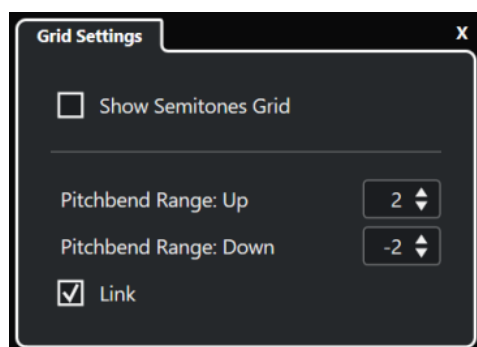 Grid Settings X
Show Semitones Grid
Pitchbend Range: Up 2
Pitchbend Range: Down -2
Link